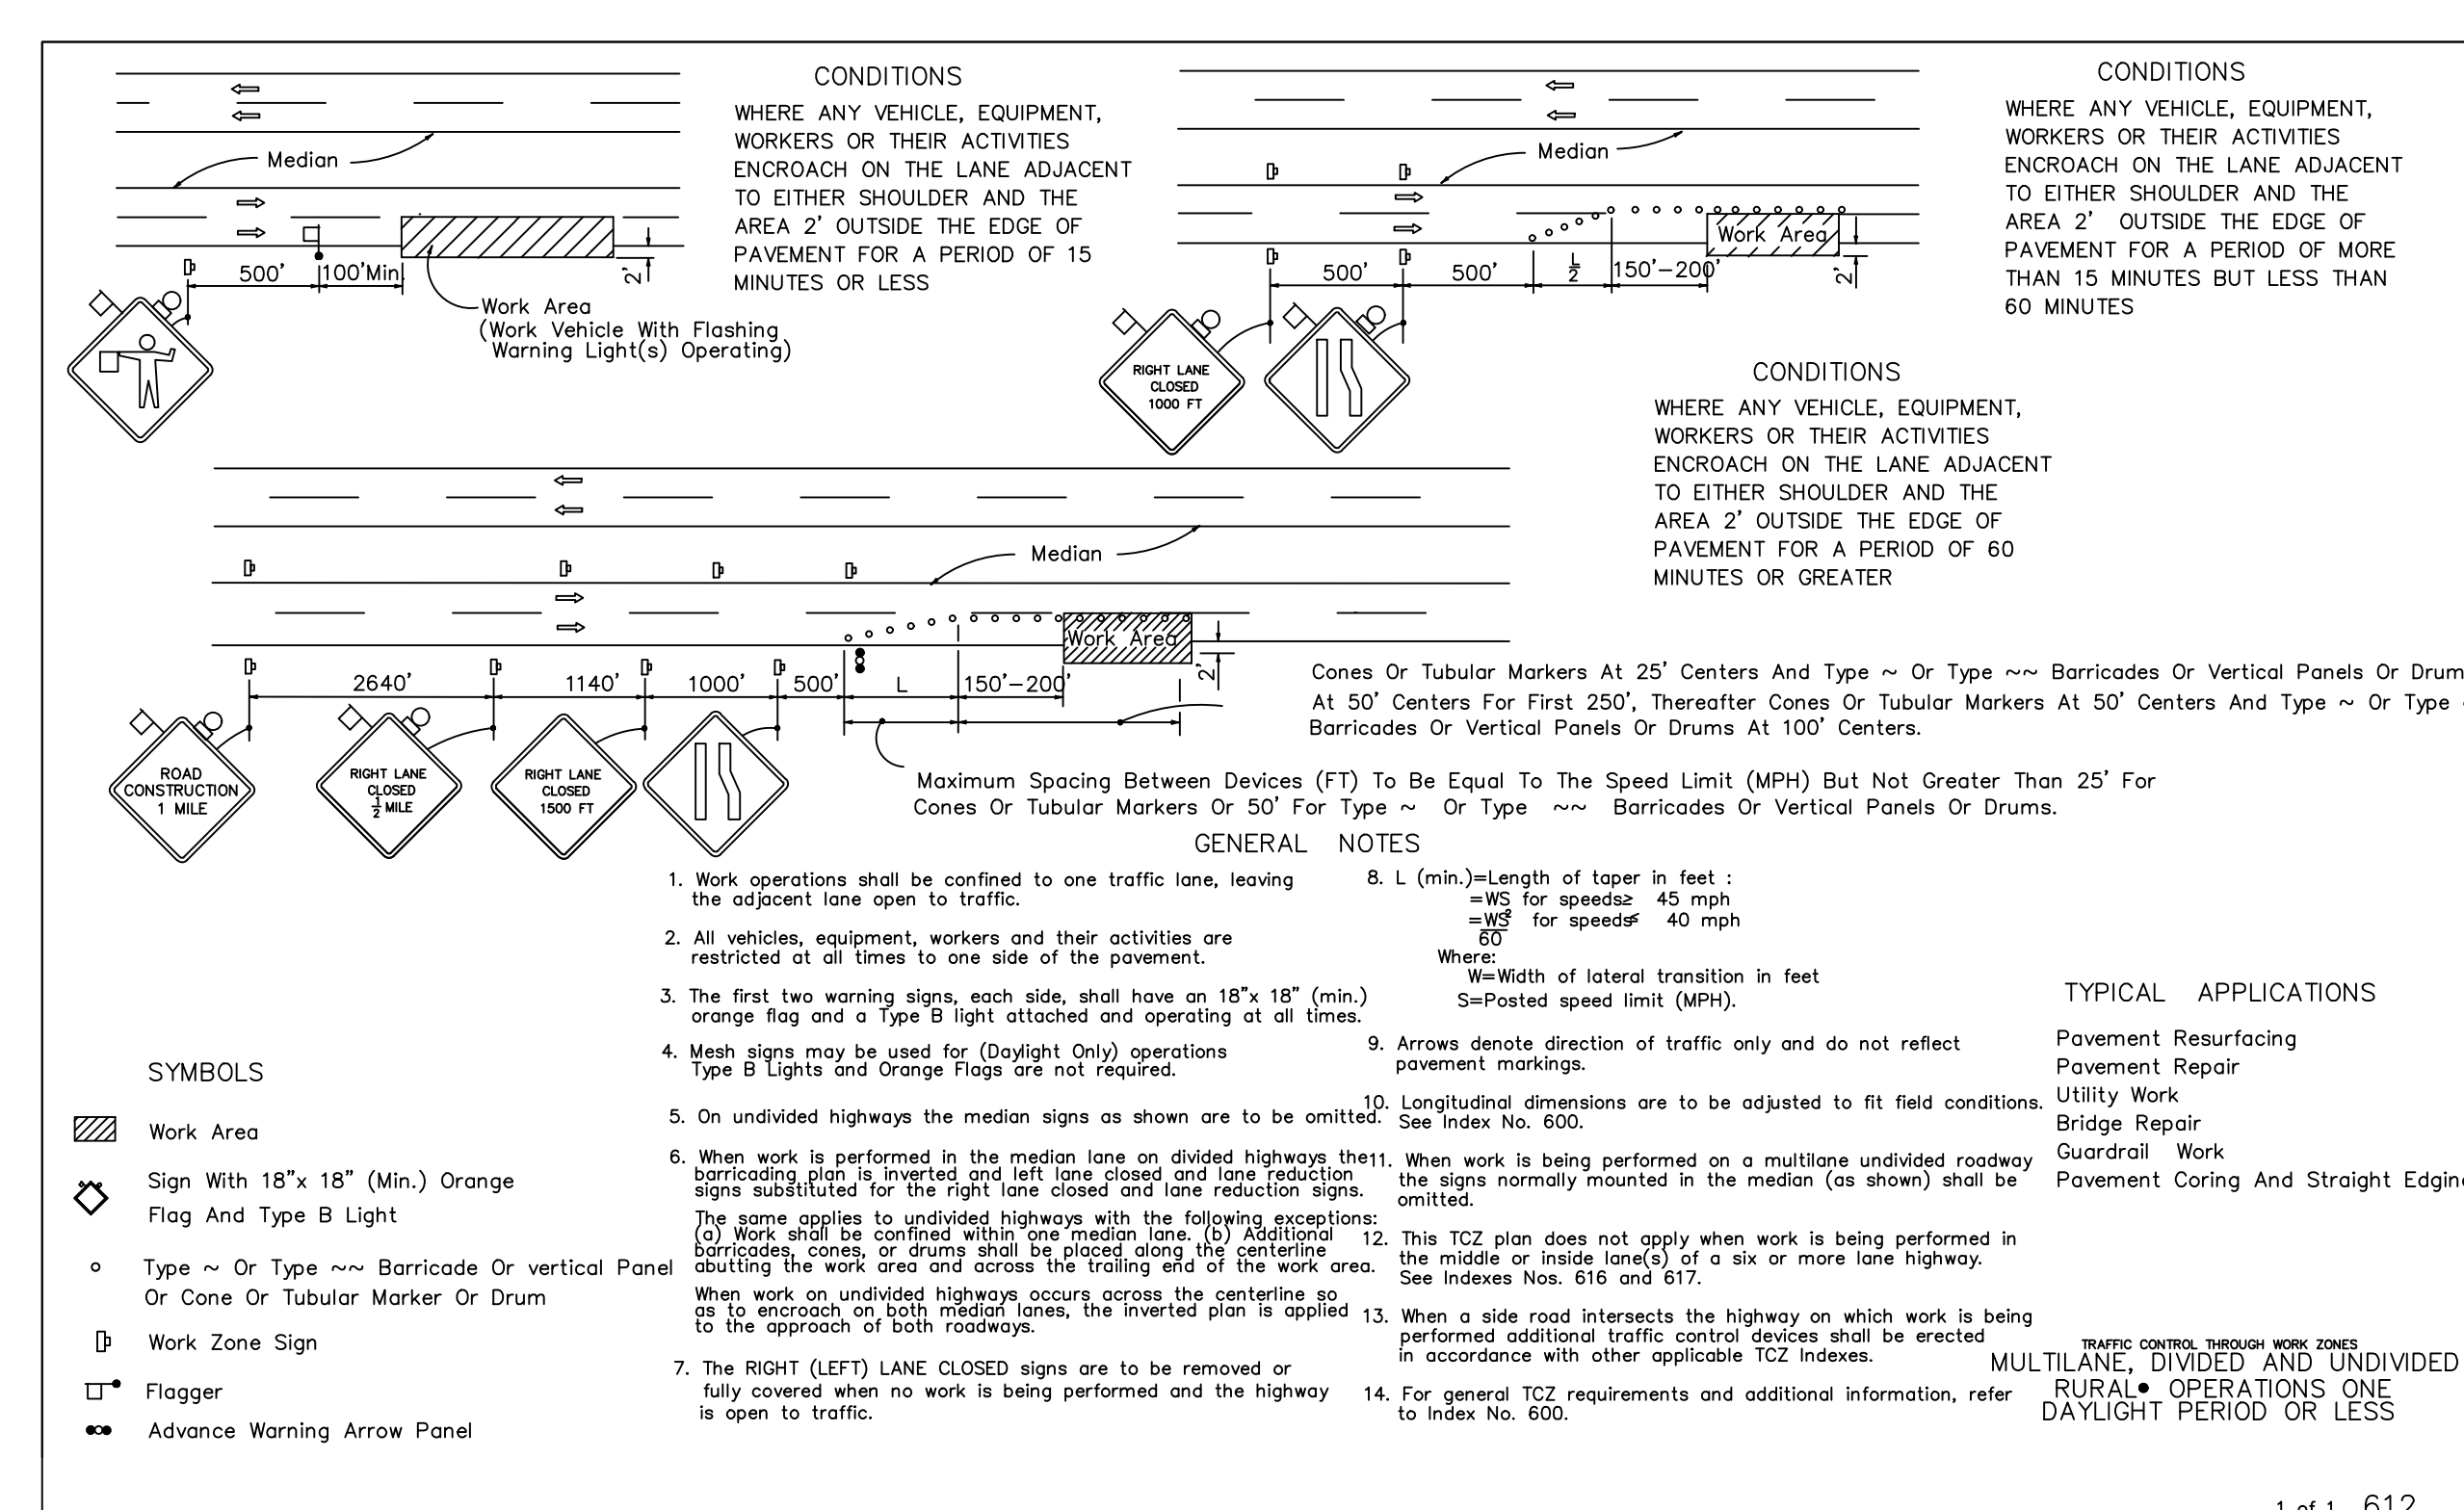 CONDITIONS
WHERE ANY VEHICLE, EQUIPMENT,
WORKERS OR THEIR ACTIVITIES
ENCROACH ON THE LANE ADJACENT
TO EITHER SHOULDER AND THE
AREA 2' OUTSIDE THE EDGE OF
PAVEMENT FOR A PERIOD OF 15
MINUTES OR LESS
Median
500'
100'Min.
2'
Work Area
(Work Vehicle With Flashing
Warning Light(s) Operating)
CONDITIONS
WHERE ANY VEHICLE, EQUIPMENT,
WORKERS OR THEIR ACTIVITIES
ENCROACH ON THE LANE ADJACENT
TO EITHER SHOULDER AND THE
AREA 2' OUTSIDE THE EDGE OF
PAVEMENT FOR A PERIOD OF MORE
THAN 15 MINUTES BUT LESS THAN
60 MINUTES
Median
Work Area
500'
500'
L
2
150'-200'
2'
RIGHT LANE
CLOSED
1000 FT
CONDITIONS
WHERE ANY VEHICLE, EQUIPMENT,
WORKERS OR THEIR ACTIVITIES
ENCROACH ON THE LANE ADJACENT
TO EITHER SHOULDER AND THE
AREA 2' OUTSIDE THE EDGE OF
PAVEMENT FOR A PERIOD OF 60
MINUTES OR GREATER
Median
Work Area
2640'
1140'
1000'
500'
L
150'-200'
2'
ROAD
CONSTRUCTION
1 MILE
RIGHT LANE
CLOSED
1/2 MILE
RIGHT LANE
CLOSED
1500 FT
Cones Or Tubular Markers At 25' Centers And Type ~ Or Type ~~ Barricades Or Vertical Panels Or Drum
At 50' Centers For First 250', Thereafter Cones Or Tubular Markers At 50' Centers And Type ~ Or Type
Barricades Or Vertical Panels Or Drums At 100' Centers.
Maximum Spacing Between Devices (FT) To Be Equal To The Speed Limit (MPH) But Not Greater Than 25' For
Cones Or Tubular Markers Or 50' For Type ~ Or Type ~~ Barricades Or Vertical Panels Or Drums.
GENERAL NOTES
1. Work operations shall be confined to one traffic lane, leaving
the adjacent lane open to traffic.
2. All vehicles, equipment, workers and their activities are
restricted at all times to one side of the pavement.
3. The first two warning signs, each side, shall have an 18"x 18" (min.)
orange flag and a Type B light attached and operating at all times.
4. Mesh signs may be used for (Daylight Only) operations
Type B Lights and Orange Flags are not required.
5. On undivided highways the median signs as shown are to be omitted.
6. When work is performed in the median lane on divided highways the
barricading plan is inverted and left lane closed and lane reduction
signs substituted for the right lane closed and lane reduction signs.
The same applies to undivided highways with the following exceptions:
(a) Work shall be confined within one median lane. (b) Additional
barricades, cones, or drums shall be placed along the centerline
abutting the work area and across the trailing end of the work area.
When work on undivided highways occurs across the centerline so
as to encroach on both median lanes, the inverted plan is applied
to the approach of both roadways.
7. The RIGHT (LEFT) LANE CLOSED signs are to be removed or
fully covered when no work is being performed and the highway
is open to traffic.
8. L (min.)=Length of taper in feet :
=WS for speeds≥ 45 mph
=WS² for speeds≤ 40 mph
60
Where:
W=Width of lateral transition in feet
S=Posted speed limit (MPH).
9. Arrows denote direction of traffic only and do not reflect
pavement markings.
10. Longitudinal dimensions are to be adjusted to fit field conditions.
See Index No. 600.
11. When work is being performed on a multilane undivided roadway
the signs normally mounted in the median (as shown) shall be
omitted.
12. This TCZ plan does not apply when work is being performed in
the middle or inside lane(s) of a six or more lane highway.
See Indexes Nos. 616 and 617.
13. When a side road intersects the highway on which work is being
performed additional traffic control devices shall be erected
in accordance with other applicable TCZ Indexes.
14. For general TCZ requirements and additional information, refer
to Index No. 600.
SYMBOLS
Work Area
Sign With 18"x 18" (Min.) Orange
Flag And Type B Light
Type ~ Or Type ~~ Barricade Or vertical Panel
Or Cone Or Tubular Marker Or Drum
Work Zone Sign
Flagger
Advance Warning Arrow Panel
TYPICAL APPLICATIONS
Pavement Resurfacing
Pavement Repair
Utility Work
Bridge Repair
Guardrail Work
Pavement Coring And Straight Edgin
TRAFFIC CONTROL THROUGH WORK ZONES
MULTILANE, DIVIDED AND UNDIVIDED
RURAL● OPERATIONS ONE
DAYLIGHT PERIOD OR LESS
1 of 1 612